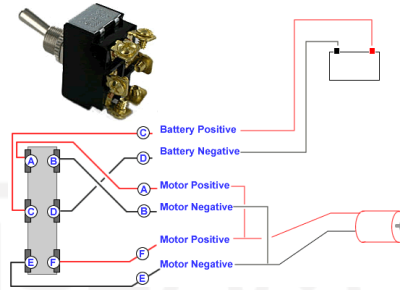 C Battery Positive
A B
D Battery Negative
A Motor Positive
C D
B Motor Negative
F Motor Positive
E F
E Motor Negative